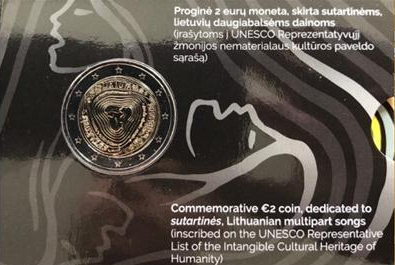 Proginė 2 eurų moneta, skirta sutartinėms,
lietuvių daugiabalsėms dainoms
(įrašytoms į UNESCO Reprezentatyvųjį
žmonijos nematerialaus kultūros paveldo
sąrašą)
Commemorative €2 coin, dedicated to
sutartinės, Lithuanian multipart songs
(inscribed on the UNESCO Representative
List of the Intangible Cultural Heritage of
Humanity)